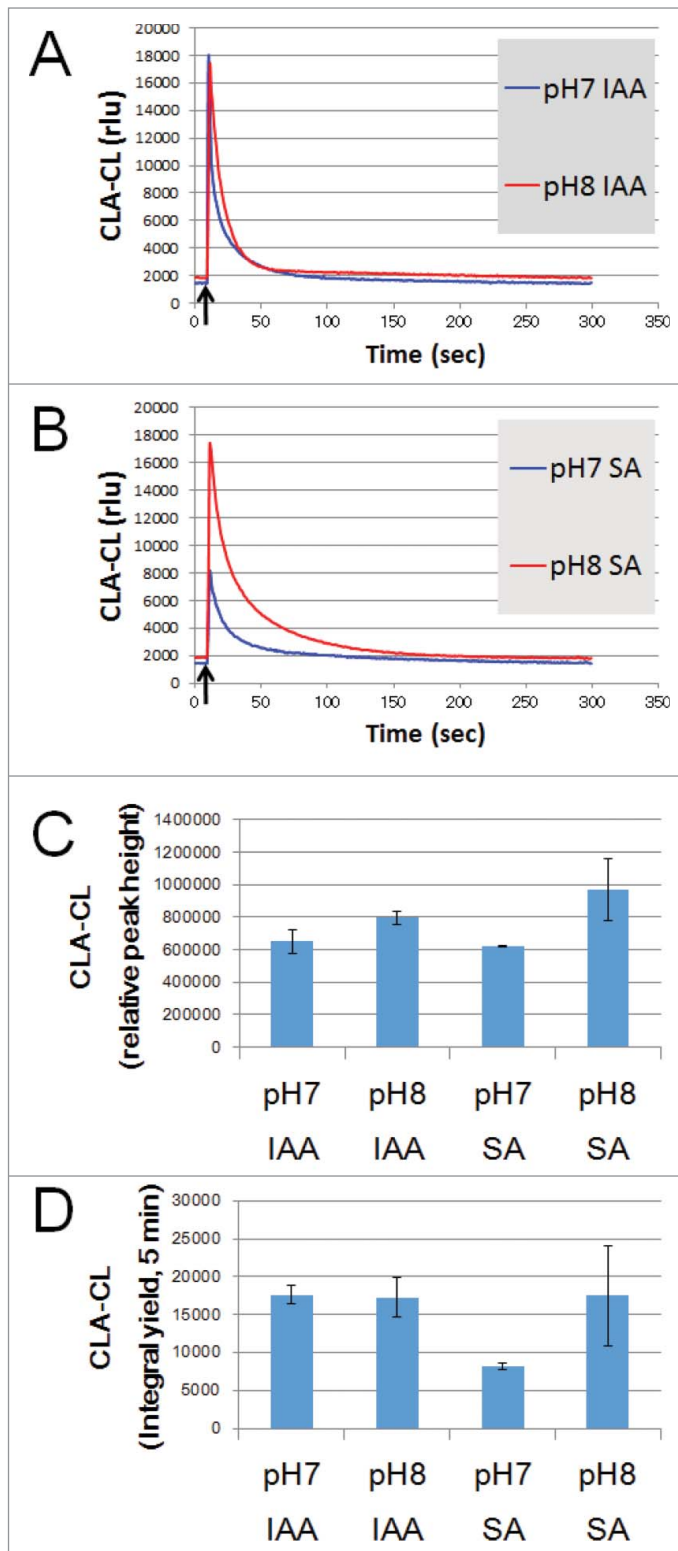 A
CLA-CL (rlu)
20000
18000
16000
14000
12000
10000
8000
6000
4000
2000
0
0 50 100 150 200 250 300 350
Time (sec)
pH7 IAA
pH8 IAA
B
CLA-CL (rlu)
20000
18000
16000
14000
12000
10000
8000
6000
4000
2000
0
0 50 100 150 200 250 300 350
Time (sec)
pH7 SA
pH8 SA
C
CLA-CL
(relative peak height)
1400000
1200000
1000000
800000
600000
400000
200000
0
pH7 pH8 pH7 pH8
IAA IAA SA SA
D
CLA-CL
(Integral yield, 5 min)
30000
25000
20000
15000
10000
5000
0
pH7 pH8 pH7 pH8
IAA IAA SA SA